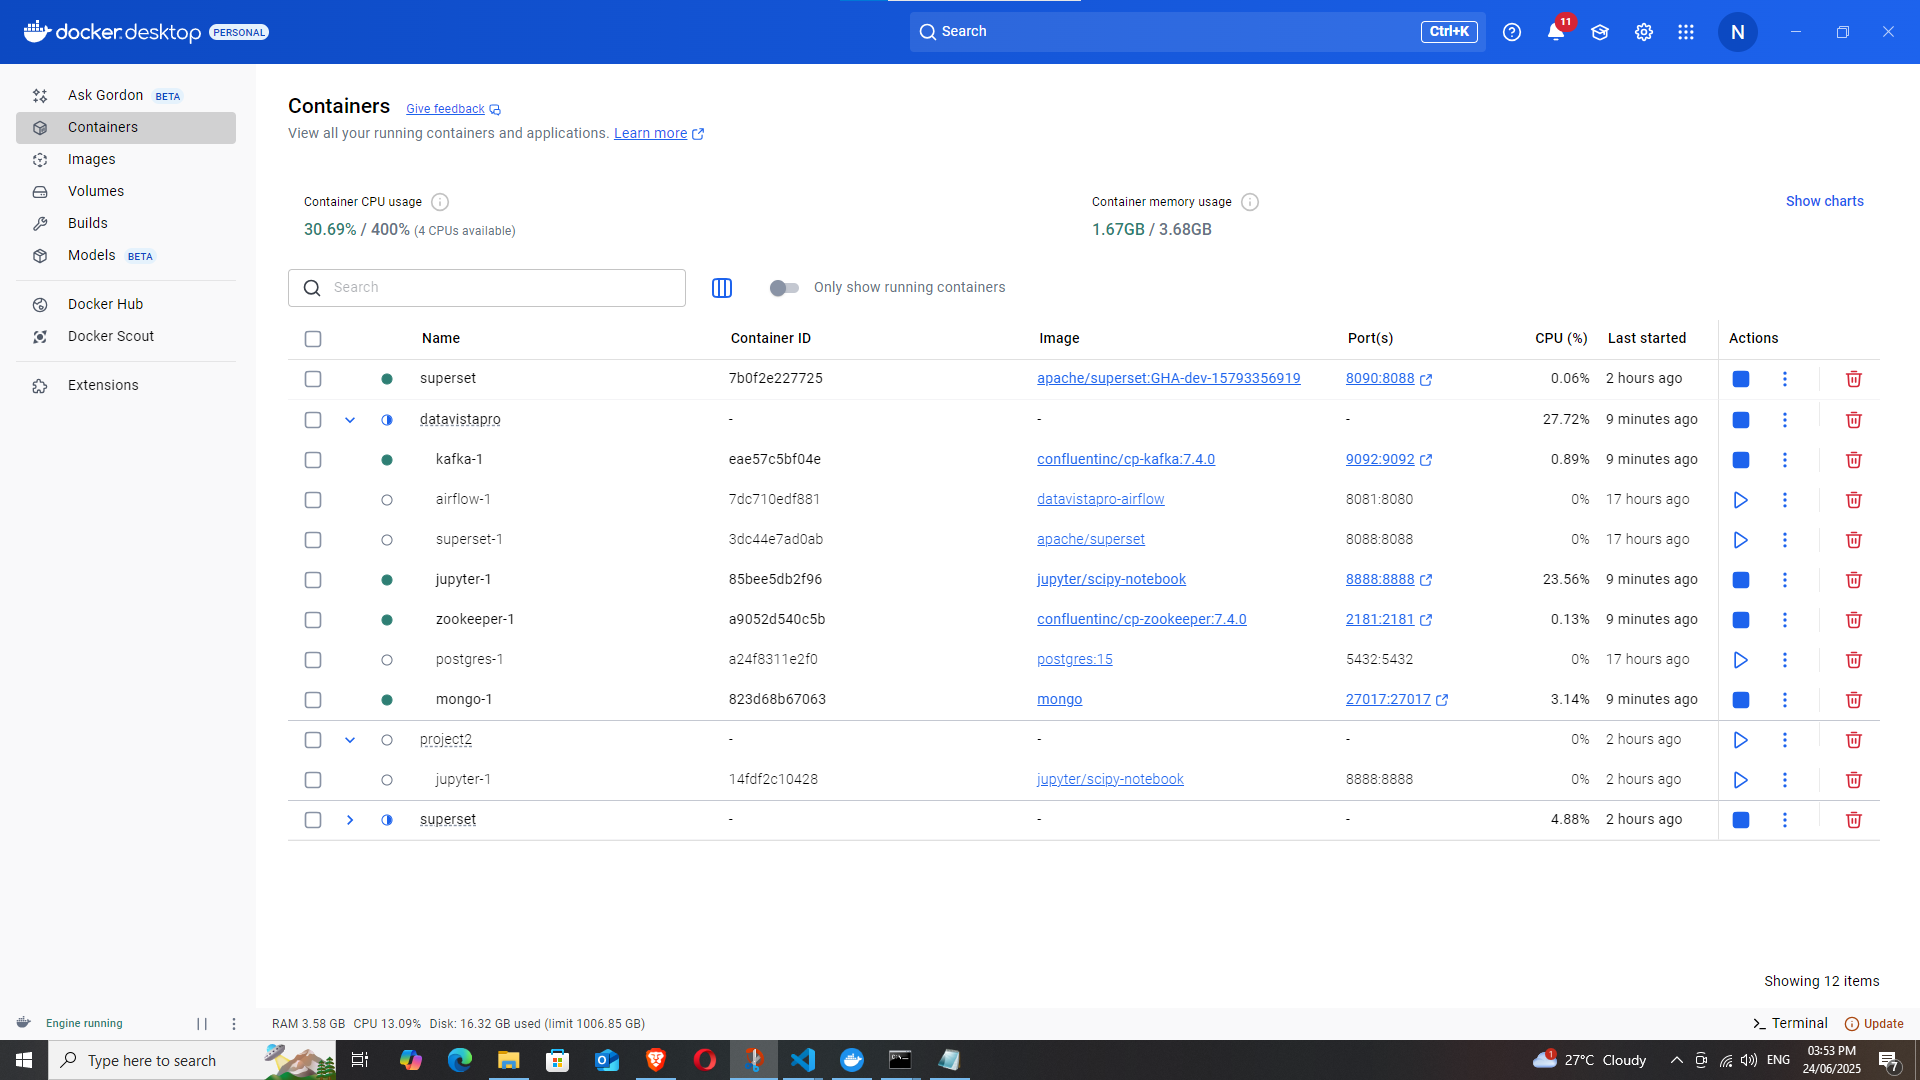 docker.desktop PERSONAL
Search Ctrl+K
11
N
Ask Gordon BETA
Containers
Images
Volumes
Builds
Models BETA
Docker Hub
Docker Scout
Extensions
Containers Give feedback
View all your running containers and applications. Learn more
Container CPU usage
30.69% / 400% (4 CPUs available)
Container memory usage
1.67GB / 3.68GB
Show charts
Search
Only show running containers
Name Container ID Image Port(s) CPU (%) Last started Actions
superset 7b0f2e227725 apache/superset:GHA-dev-15793356919 8090:8088 0.06% 2 hours ago
datavistapro - - - 27.72% 9 minutes ago
kafka-1 eae57c5bf04e confluentinc/cp-kafka:7.4.0 9092:9092 0.89% 9 minutes ago
airflow-1 7dc710edf881 datavistapro-airflow 8081:8080 0% 17 hours ago
superset-1 3dc44e7ad0ab apache/superset 8088:8088 0% 17 hours ago
jupyter-1 85bee5db2f96 jupyter/scipy-notebook 8888:8888 23.56% 9 minutes ago
zookeeper-1 a9052d540c5b confluentinc/cp-zookeeper:7.4.0 2181:2181 0.13% 9 minutes ago
postgres-1 a24f8311e2f0 postgres:15 5432:5432 0% 17 hours ago
mongo-1 823d68b67063 mongo 27017:27017 3.14% 9 minutes ago
project2 - - - 0% 2 hours ago
jupyter-1 14fdf2c10428 jupyter/scipy-notebook 8888:8888 0% 2 hours ago
superset - - - 4.88% 2 hours ago
Showing 12 items
Engine running RAM 3.58 GB CPU 13.09% Disk: 16.32 GB used (limit 1006.85 GB) Terminal Update
Type here to search
1 27°C Cloudy ENG
03:53 PM
24/06/2025
7